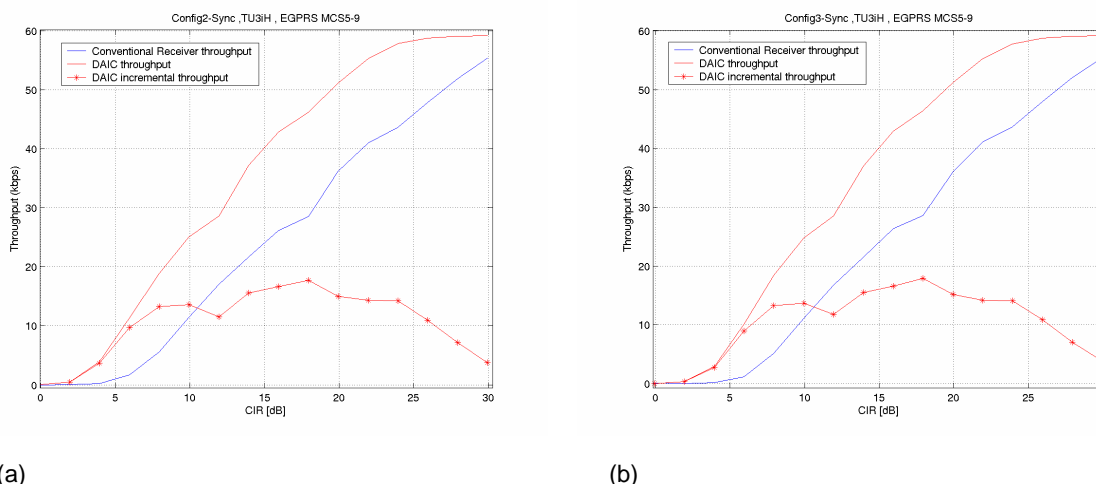 Config2-Sync ,TU3iH , EGPRS MCS5-9
60
50
40
30
20
10
0
Throughput (kbps)
Conventional Receiver throughput
DAIC throughput
DAIC incremental throughput
0 5 10 15 20 25 30
CIR [dB]
(a)
Config3-Sync ,TU3iH , EGPRS MCS5-9
60
50
40
30
20
10
0
Throughput (kbps)
Conventional Receiver throughput
DAIC throughput
DAIC incremental throughput
0 5 10 15 20 25
CIR [dB]
(b)